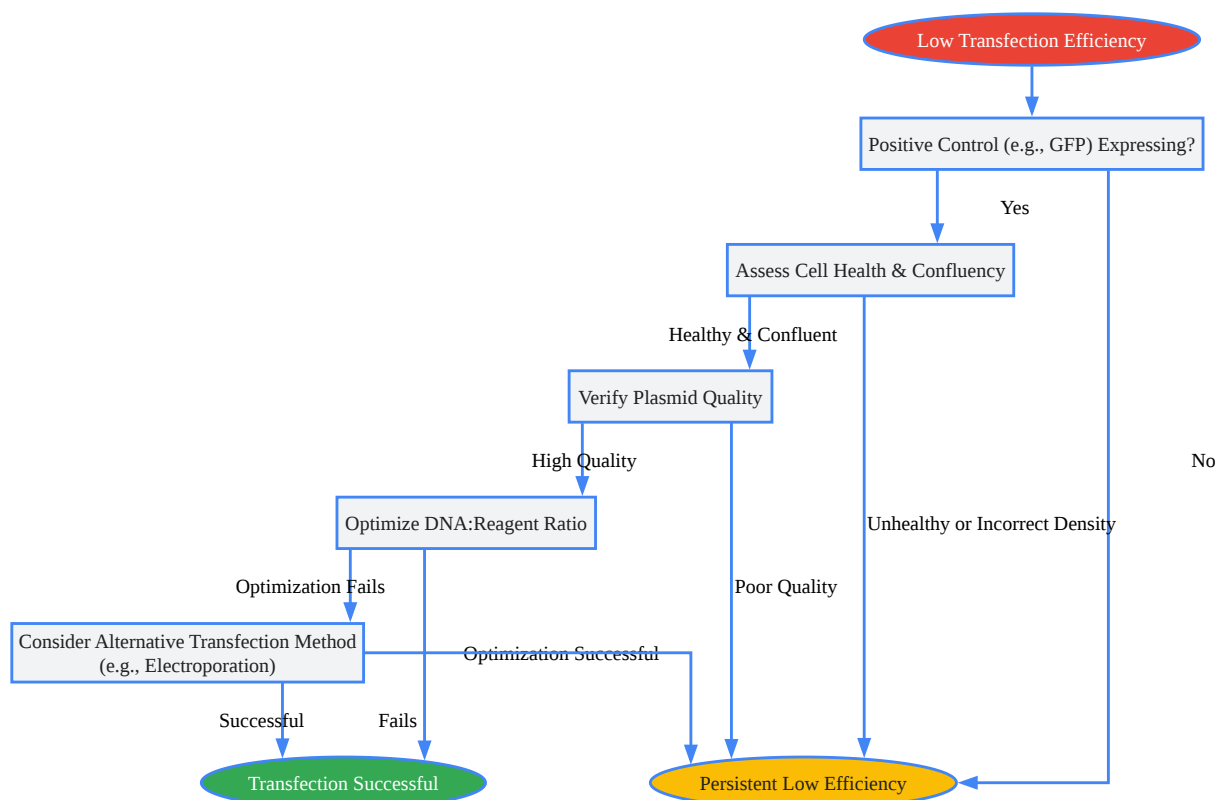 Low Transfection Efficiency
Positive Control (e.g., GFP) Expressing?
Yes
Assess Cell Health & Confluency
Healthy & Confluent
Verify Plasmid Quality
High Quality
No
Optimize DNA:Reagent Ratio
Unhealthy or Incorrect Density
Optimization Fails
Poor Quality
Consider Alternative Transfection Method
(e.g., Electroporation)
Optimization Successful
Successful
Fails
Transfection Successful
Persistent Low Efficiency